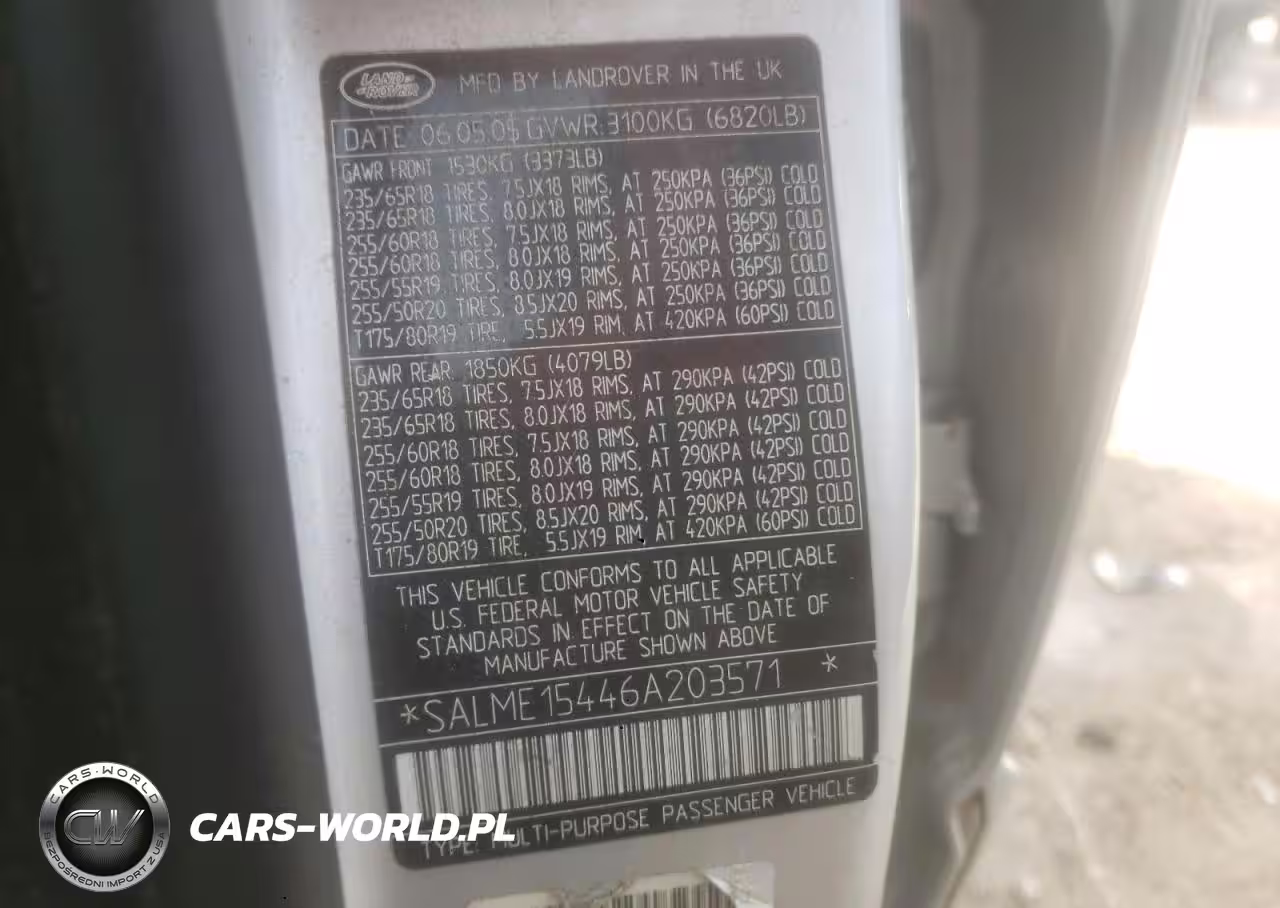 LAND
ROVER
MFD BY LANDROVER IN THE UK
DATE 06.05.05 GVWR:3100KG (6820LB)
GAWR FRONT 1530KG (3373LB)
235/65R18 TIRES, 7.5JX18 RIMS, AT 250KPA (36PSI) COLD
235/65R18 TIRES, 8.0JX18 RIMS, AT 250KPA (36PSI) COLD
255/60R18 TIRES, 7.5JX18 RIMS, AT 250KPA (36PSI) COLD
255/60R18 TIRES, 8.0JX18 RIMS, AT 250KPA (36PSI) COLD
255/55R19 TIRES, 8.0JX19 RIMS, AT 250KPA (36PSI) COLD
255/50R20 TIRES, 8.5JX20 RIMS, AT 250KPA (36PSI) COLD
T175/80R19 TIRE, 5.5JX19 RIM, AT 420KPA (60PSI) COLD
GAWR REAR 1850KG (4079LB)
235/65R18 TIRES, 7.5JX18 RIMS, AT 290KPA (42PSI) COLD
235/65R18 TIRES, 8.0JX18 RIMS, AT 290KPA (42PSI) COLD
255/60R18 TIRES, 7.5JX18 RIMS, AT 290KPA (42PSI) COLD
255/60R18 TIRES, 8.0JX18 RIMS, AT 290KPA (42PSI) COLD
255/55R19 TIRES, 8.0JX19 RIMS, AT 290KPA (42PSI) COLD
255/50R20 TIRES, 8.5JX20 RIMS, AT 290KPA (42PSI) COLD
T175/80R19 TIRE, 5.5JX19 RIM, AT 420KPA (60PSI) COLD
THIS VEHICLE CONFORMS TO ALL APPLICABLE
U.S. FEDERAL MOTOR VEHICLE SAFETY
STANDARDS IN EFFECT ON THE DATE OF
MANUFACTURE SHOWN ABOVE
*SALME15446A203571 *
TYPE: MULTI-PURPOSE PASSENGER VEHICLE
CARS-WORLD
CW
BEZPOŚREDNI IMPORT Z USA
CARS-WORLD.PL